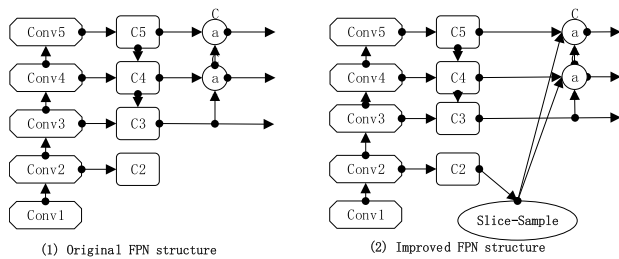 C
Conv5
C5
a
Conv4
C4
a
Conv3
C3
Conv2
C2
Conv1
(1) Original FPN structure
C
Conv5
C5
a
Conv4
C4
a
Conv3
C3
Conv2
C2
Conv1
Slice-Sample
(2) Improved FPN structure